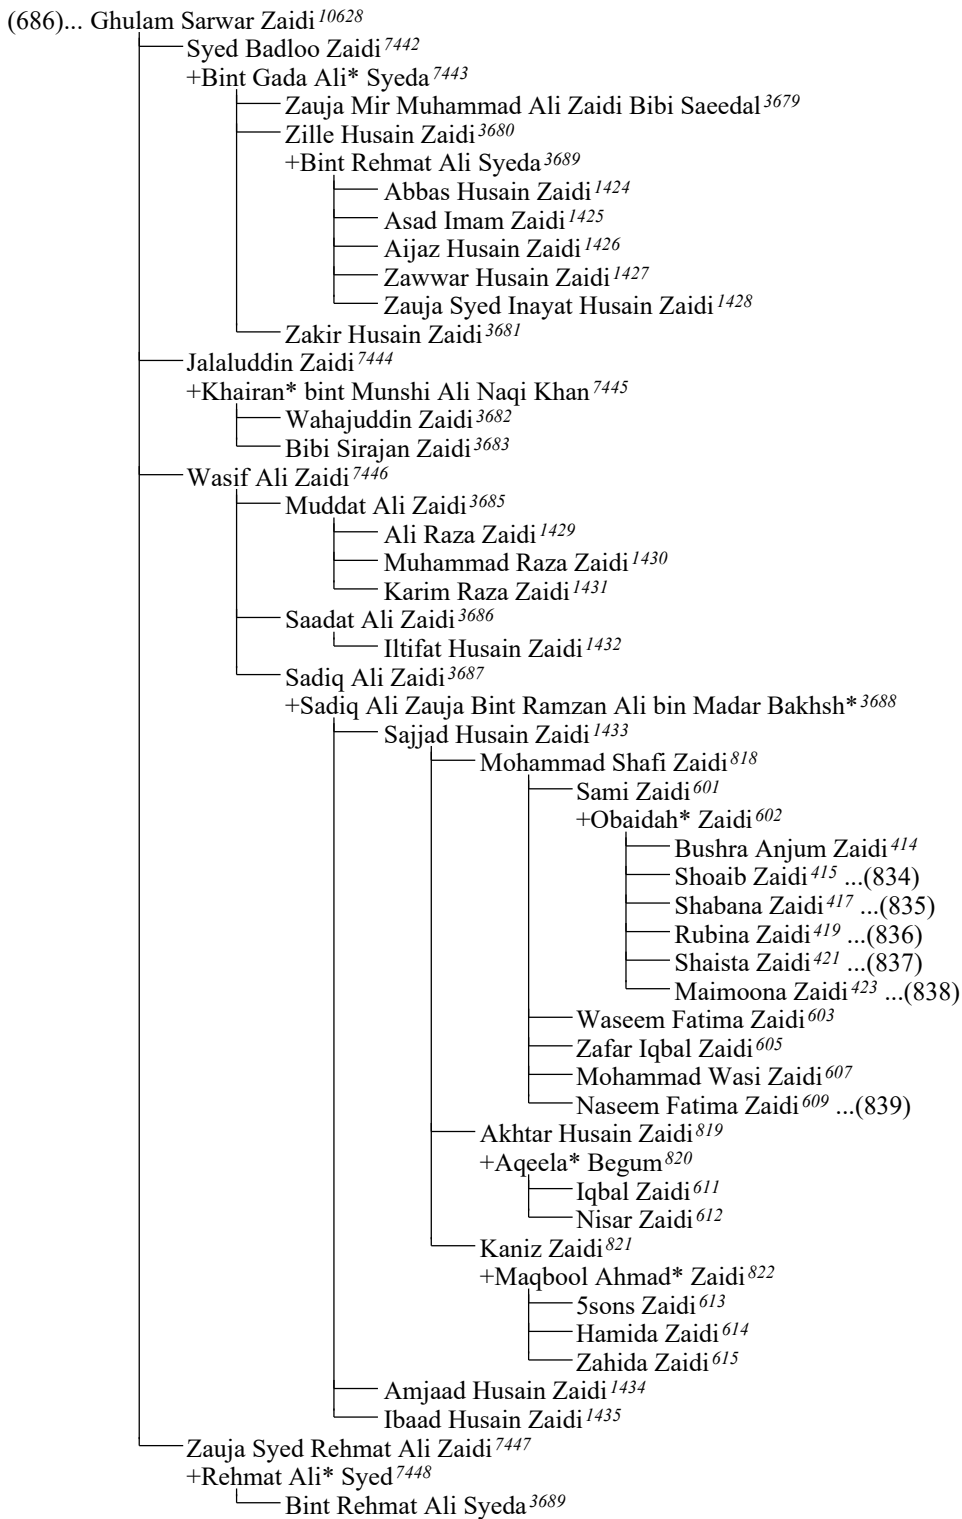 (686)... Ghulam Sarwar Zaidi 10628
Syed Badloo Zaidi 7442
+Bint Gada Ali* Syeda 7443
Zauja Mir Muhammad Ali Zaidi Bibi Saeedal 3679
Zille Husain Zaidi 3680
+Bint Rehmat Ali Syeda 3689
Abbas Husain Zaidi 1424
Asad Imam Zaidi 1425
Aijaz Husain Zaidi 1426
Zawwar Husain Zaidi 1427
Zauja Syed Inayat Husain Zaidi 1428
Zakir Husain Zaidi 3681
Jalaluddin Zaidi 7444
+Khairan* bint Munshi Ali Naqi Khan 7445
Wahajuddin Zaidi 3682
Bibi Sirajan Zaidi 3683
Wasif Ali Zaidi 7446
Muddat Ali Zaidi 3685
Ali Raza Zaidi 1429
Muhammad Raza Zaidi 1430
Karim Raza Zaidi 1431
Saadat Ali Zaidi 3686
Iltifat Husain Zaidi 1432
Sadiq Ali Zaidi 3687
+Sadiq Ali Zauja Bint Ramzan Ali bin Madar Bakhsh* 3688
Sajjad Husain Zaidi 1433
Mohammad Shafi Zaidi 818
Sami Zaidi 601
+Obaidah* Zaidi 602
Bushra Anjum Zaidi 414
Shoaib Zaidi 415 ...(834)
Shabana Zaidi 417 ...(835)
Rubina Zaidi 419 ...(836)
Shaista Zaidi 421 ...(837)
Maimoona Zaidi 423 ...(838)
Waseem Fatima Zaidi 603
Zafar Iqbal Zaidi 605
Mohammad Wasi Zaidi 607
Naseem Fatima Zaidi 609 ...(839)
Akhtar Husain Zaidi 819
+Aqeela* Begum 820
Iqbal Zaidi 611
Nisar Zaidi 612
Kaniz Zaidi 821
+Maqbool Ahmad* Zaidi 822
5sons Zaidi 613
Hamida Zaidi 614
Zahida Zaidi 615
Amjaad Husain Zaidi 1434
Ibaad Husain Zaidi 1435
Zauja Syed Rehmat Ali Zaidi 7447
+Rehmat Ali* Syed 7448
Bint Rehmat Ali Syeda 3689